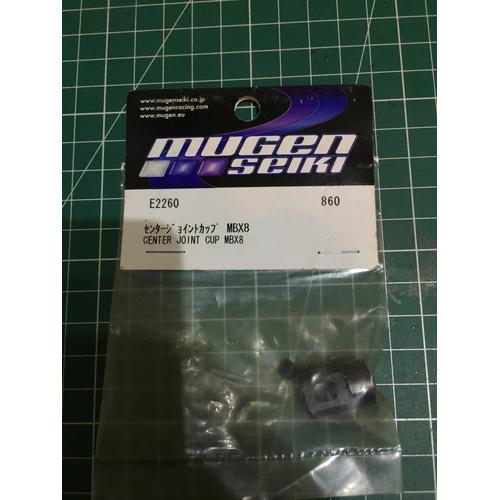 www.mugenseiki.co.jp
www.mugenracing.com
www.mugen.eu
MUGEN
SEIKI
E2260 860
ｾﾝﾀｰｼﾞｮｲﾝﾄｶｯﾌﾟ MBX8
CENTER JOINT CUP MBX8